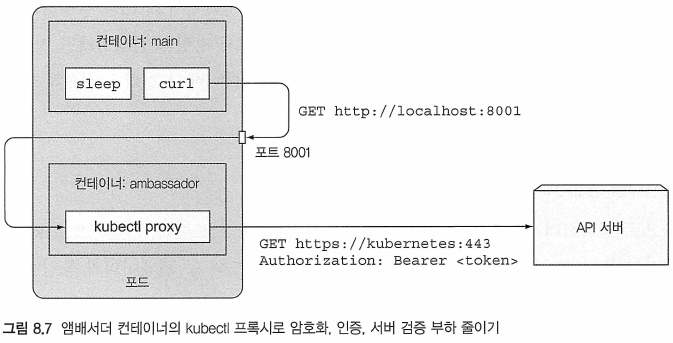 컨테이너: main
sleep
curl
GET http://localhost:8001
포트 8001
컨테이너: ambassador
kubectl proxy
GET https://kubernetes:443
Authorization: Bearer <token>
API 서버
포드
그림 8.7 앰배서더 컨테이너의 kubectl 프록시로 암호화, 인증, 서버 검증 부하 줄이기